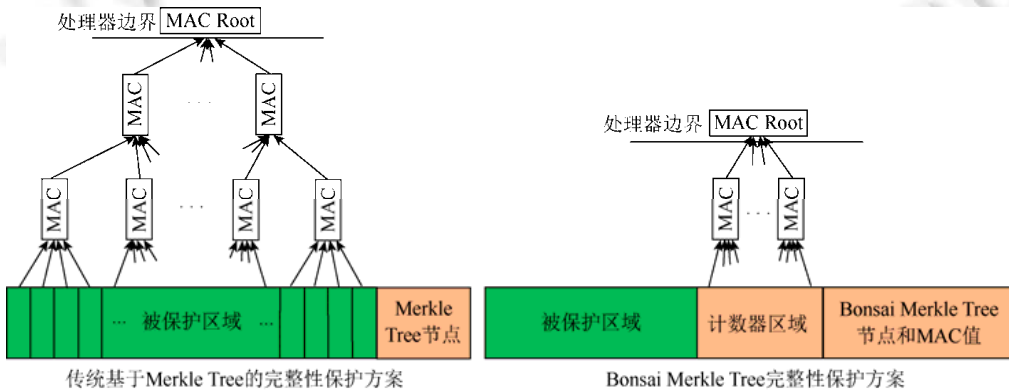 处理器边界 MAC Root
MAC ... MAC
MAC MAC ... MAC MAC
... 被保护区域 ...
Merkle
Tree节点
传统基于Merkle Tree的完整性保护方案
处理器边界 MAC Root
MAC ... MAC
被保护区域
计数器区域
Bonsai Merkle Tree
节点和MAC值
Bonsai Merkle Tree完整性保护方案